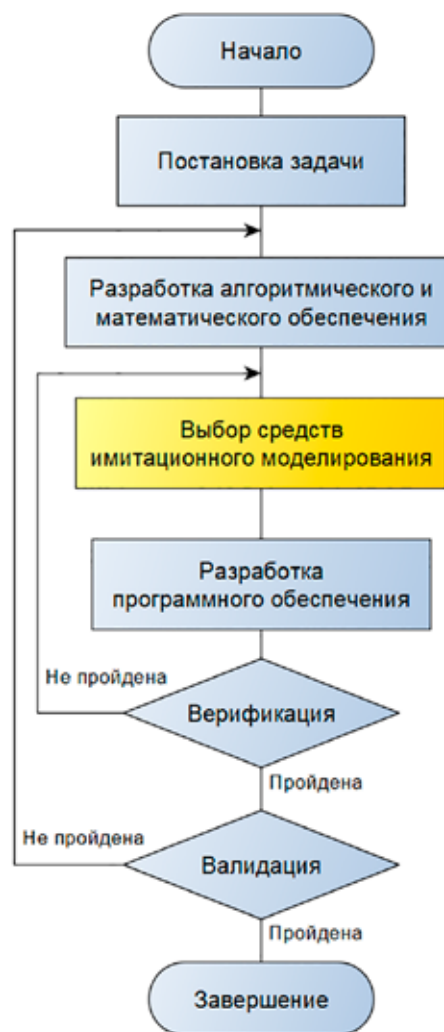 Начало
Постановка задачи
Разработка алгоритмического и
математического обеспечения
Выбор средств
имитационного моделирования
Разработка
программного обеспечения
Не пройдена
Верификация
Пройдена
Не пройдена
Валидация
Пройдена
Завершение